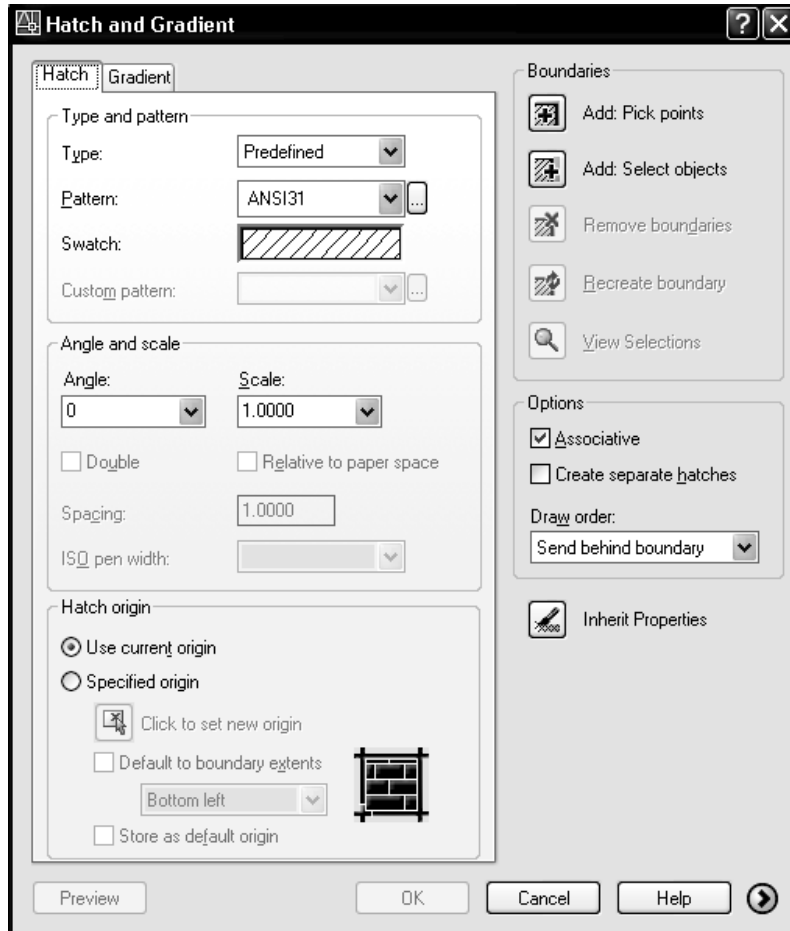 Hatch and Gradient
Hatch Gradient
Type and pattern
Type: Predefined
Pattern: ANSI31 ...
Swatch:
Custom pattern: ...
Angle and scale
Angle: Scale:
0 1.0000
Double Relative to paper space
Spacing: 1.0000
ISO pen width:
Hatch origin
Use current origin
Specified origin
Click to set new origin
Default to boundary extents
Bottom left
Store as default origin
Boundaries
Add: Pick points
Add: Select objects
Remove boundaries
Recreate boundary
View Selections
Options
Associative
Create separate hatches
Draw order:
Send behind boundary
Inherit Properties
Preview OK Cancel Help